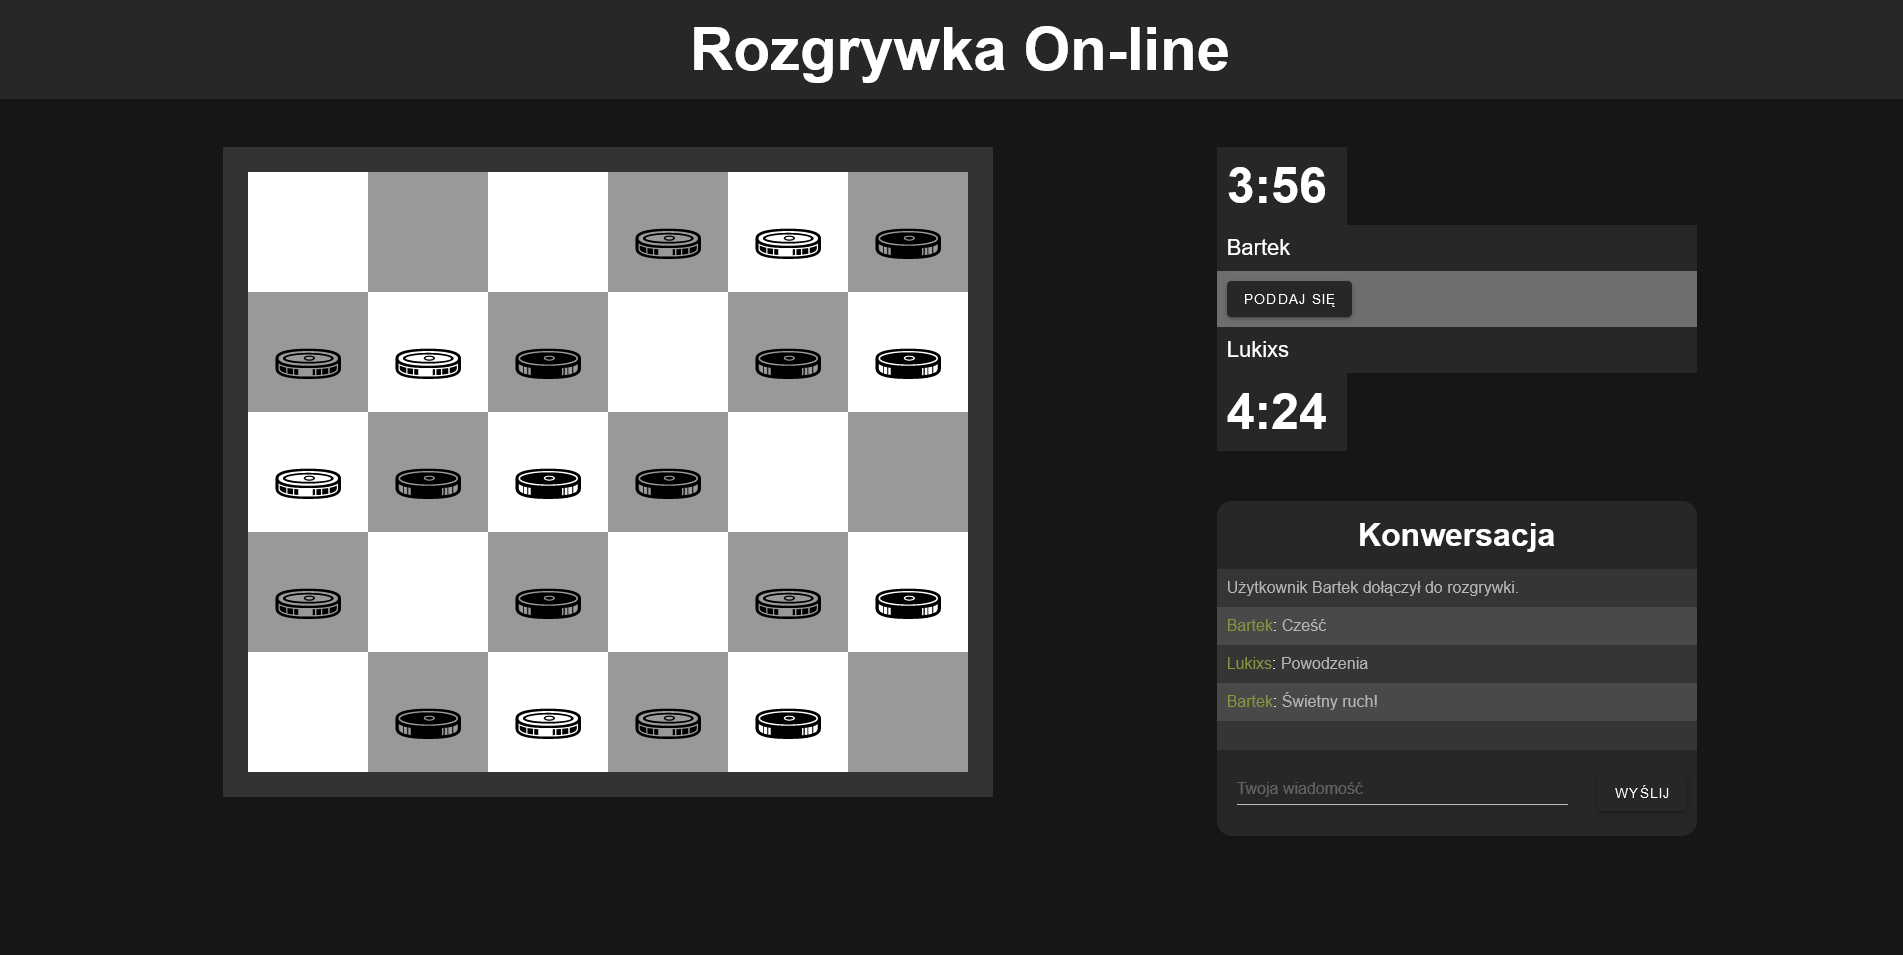 Rozgrywka On-line
3:56
Bartek
PODDAJ SIĘ
Lukixs
4:24
Konwersacja
Użytkownik Bartek dołączył do rozgrywki.
Bartek: Cześć
Lukixs: Powodzenia
Bartek: Świetny ruch!
Twoja wiadomość
WYŚLIJ